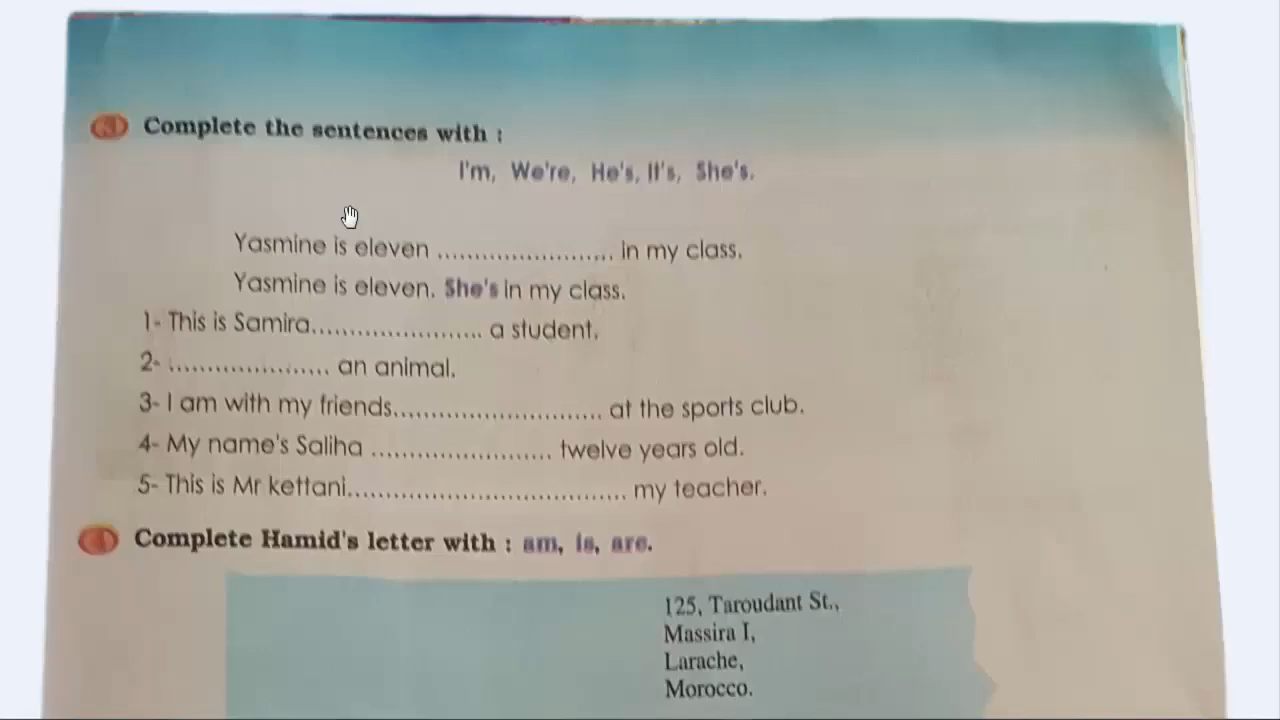 3 Complete the sentences with :
I'm, We're, He's, It's, She's.
Yasmine is eleven ........................ in my class.
Yasmine is eleven. She's in my class.
1- This is Samira....................... a student.
2- ..................... an animal.
3- I am with my friends............................ at the sports club.
4- My name's Saliha ........................ twelve years old.
5- This is Mr kettani..................................... my teacher.
4 Complete Hamid's letter with : am, is, are.
125, Taroudant St.,
Massira I,
Larache,
Morocco.